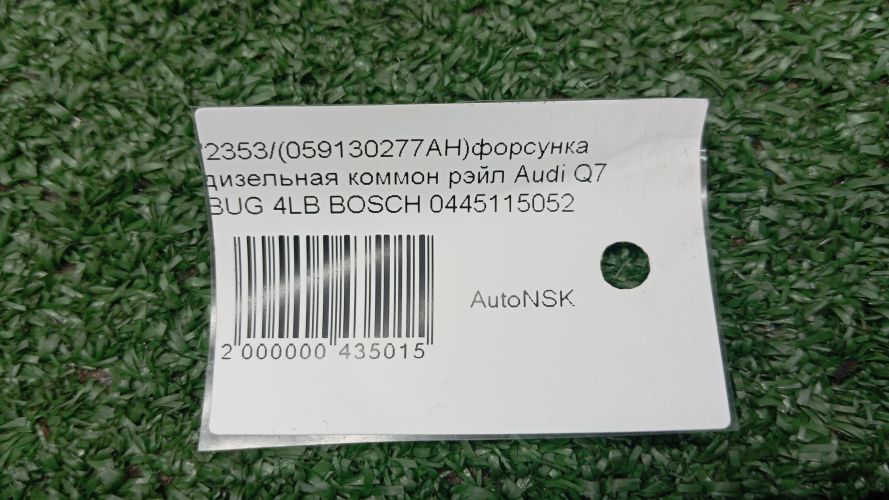 2353/(059130277AH)форсунка
дизельная коммон рэйл Audi Q7
BUG 4LB BOSCH 0445115052
AutoNSK
2 000000 435015